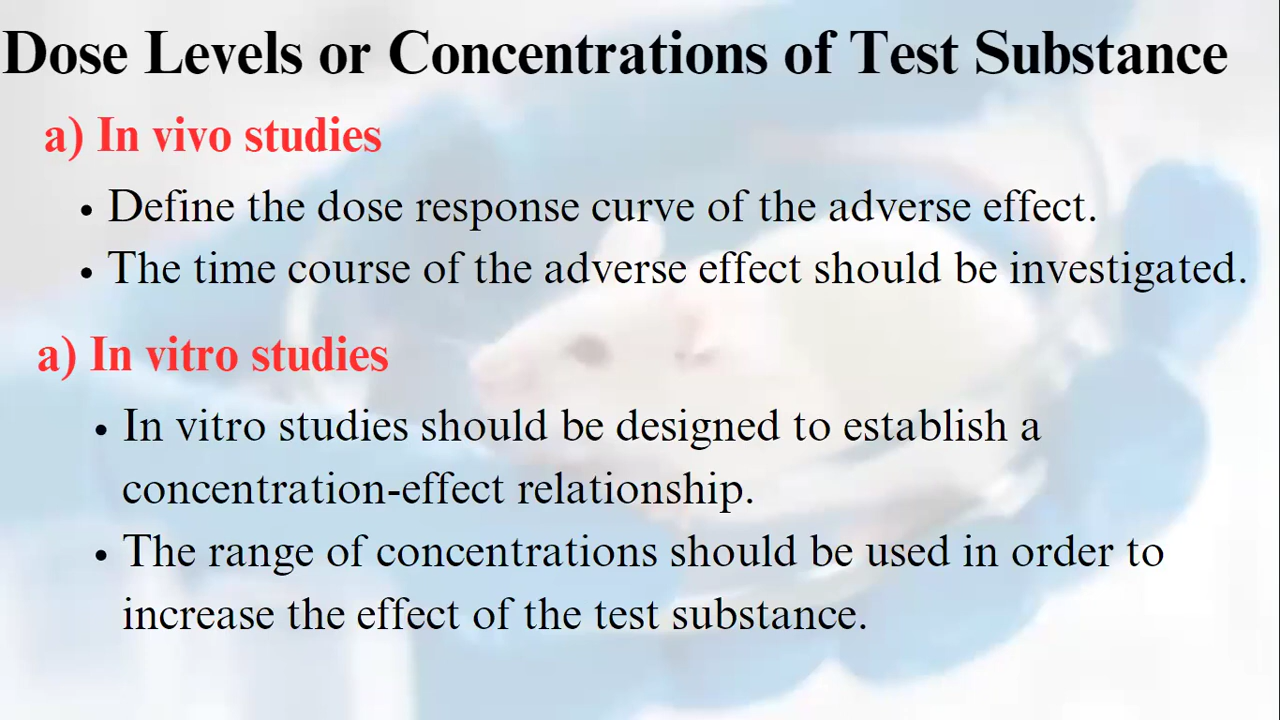 Dose Levels or Concentrations of Test Substance
a) In vivo studies
• Define the dose response curve of the adverse effect.
• The time course of the adverse effect should be investigated.
a) In vitro studies
• In vitro studies should be designed to establish a
concentration-effect relationship.
• The range of concentrations should be used in order to
increase the effect of the test substance.